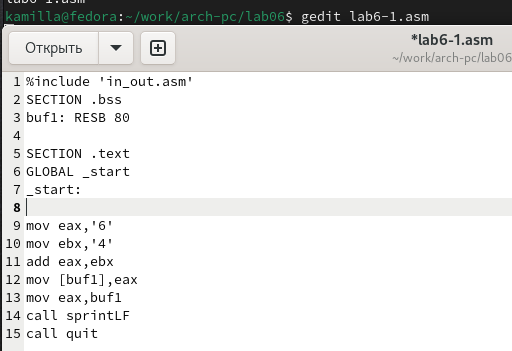 kamilla@fedora:~/work/arch-pc/lab06$ gedit lab6-1.asm
Открыть
*lab6-1.asm
~/work/arch-pc/lab06
1 %include 'in_out.asm'
2 SECTION .bss
3 buf1: RESB 80
4
5 SECTION .text
6 GLOBAL _start
7 _start:
8
9 mov eax,'6'
10 mov ebx,'4'
11 add eax,ebx
12 mov [buf1],eax
13 mov eax,buf1
14 call sprintLF
15 call quit